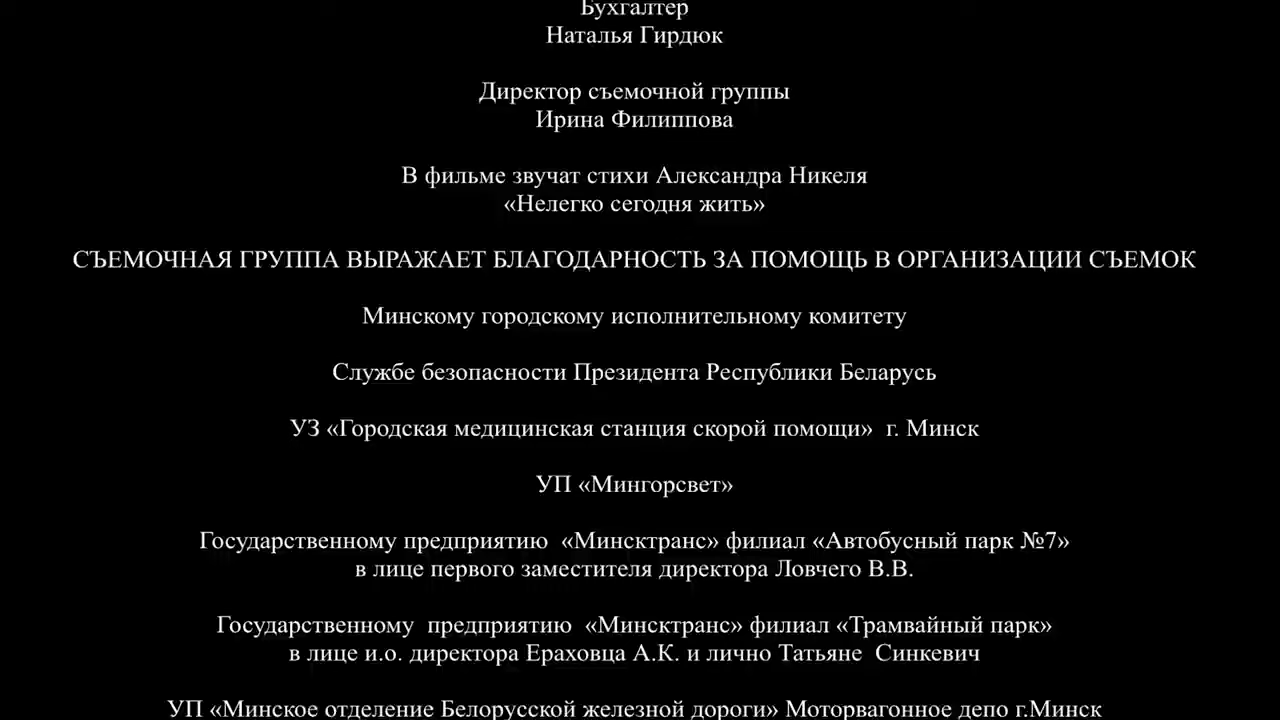 Бухгалтер
Наталья Гирдюк
Директор съемочной группы
Ирина Филиппова
В фильме звучат стихи Александра Никеля
«Нелегко сегодня жить»
СЪЕМОЧНАЯ ГРУППА ВЫРАЖАЕТ БЛАГОДАРНОСТЬ ЗА ПОМОЩЬ В ОРГАНИЗАЦИИ СЪЕМОК
Минскому городскому исполнительному комитету
Службе безопасности Президента Республики Беларусь
УЗ «Городская медицинская станция скорой помощи» г. Минск
УП «Мингорсвет»
Государственному предприятию «Минсктранс» филиал «Автобусный парк №7»
в лице первого заместителя директора Ловчего В.В.
Государственному предприятию «Минсктранс» филиал «Трамвайный парк»
в лице и.о. директора Ераховца А.К. и лично Татьяне Синкевич
УП «Минское отделение Белорусской железной дороги» Моторвагонное депо г.Минск